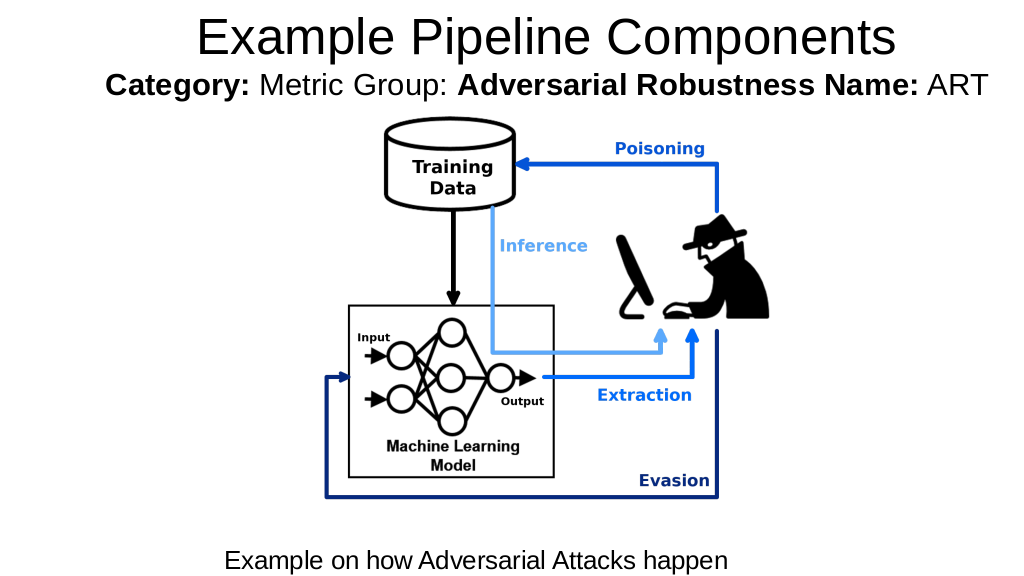 Example Pipeline Components
Category: Metric Group: Adversarial Robustness Name: ART
Training
Data
Poisoning
Inference
Input
Output
Machine Learning
Model
Extraction
Evasion
Example on how Adversarial Attacks happen